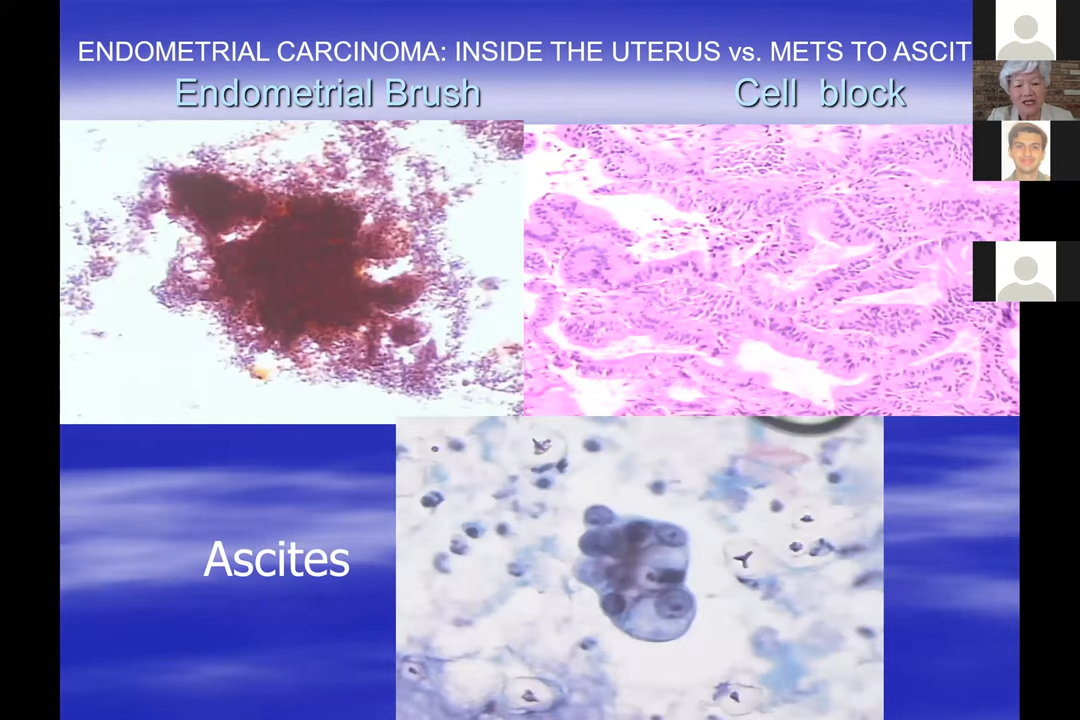 ENDOMETRIAL CARCINOMA: INSIDE THE UTERUS vs. METS TO ASCIT
Endometrial Brush
Cell block
Ascites